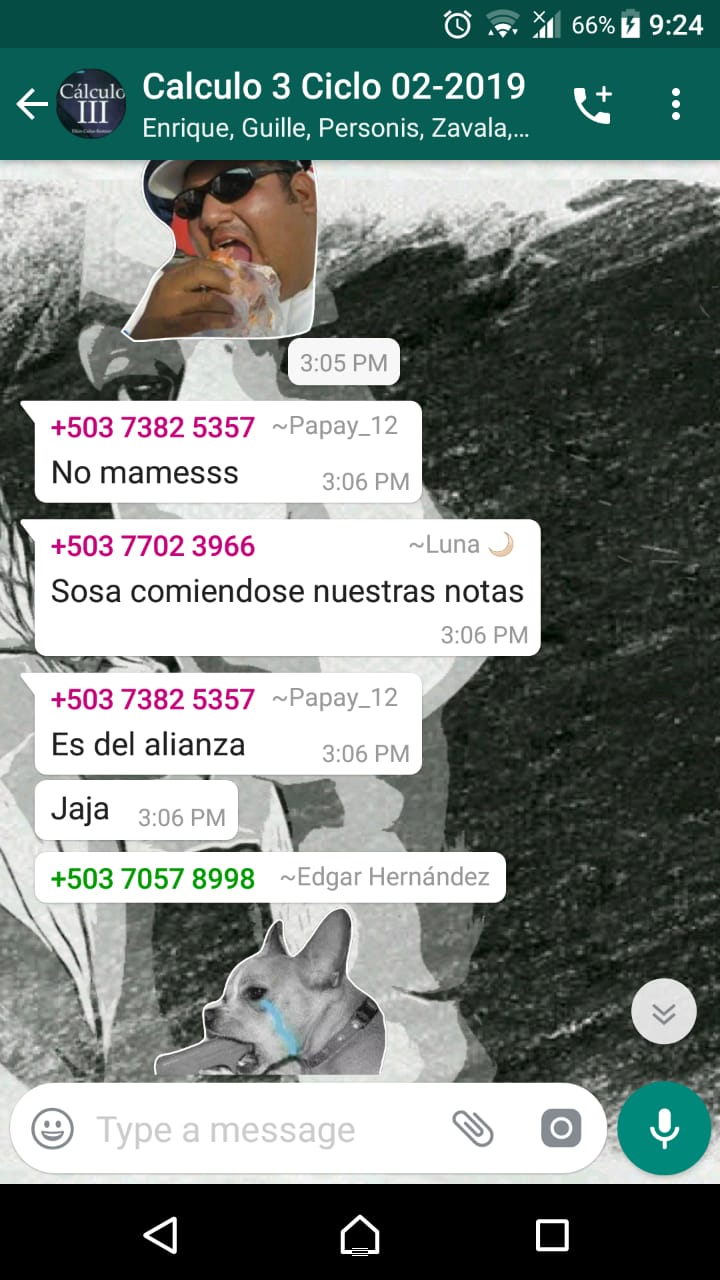 66% 9:24
Cálculo
III
Calculo 3 Ciclo 02-2019
Enrique, Guille, Personis, Zavala,...
3:05 PM
+503 7382 5357 ~Papay_12
No mamesss 3:06 PM
+503 7702 3966 ~Luna 🌙
Sosa comiendose nuestras notas
3:06 PM
+503 7382 5357 ~Papay_12
Es del alianza 3:06 PM
Jaja 3:06 PM
+503 7057 8998 ~Edgar Hernández
Type a message